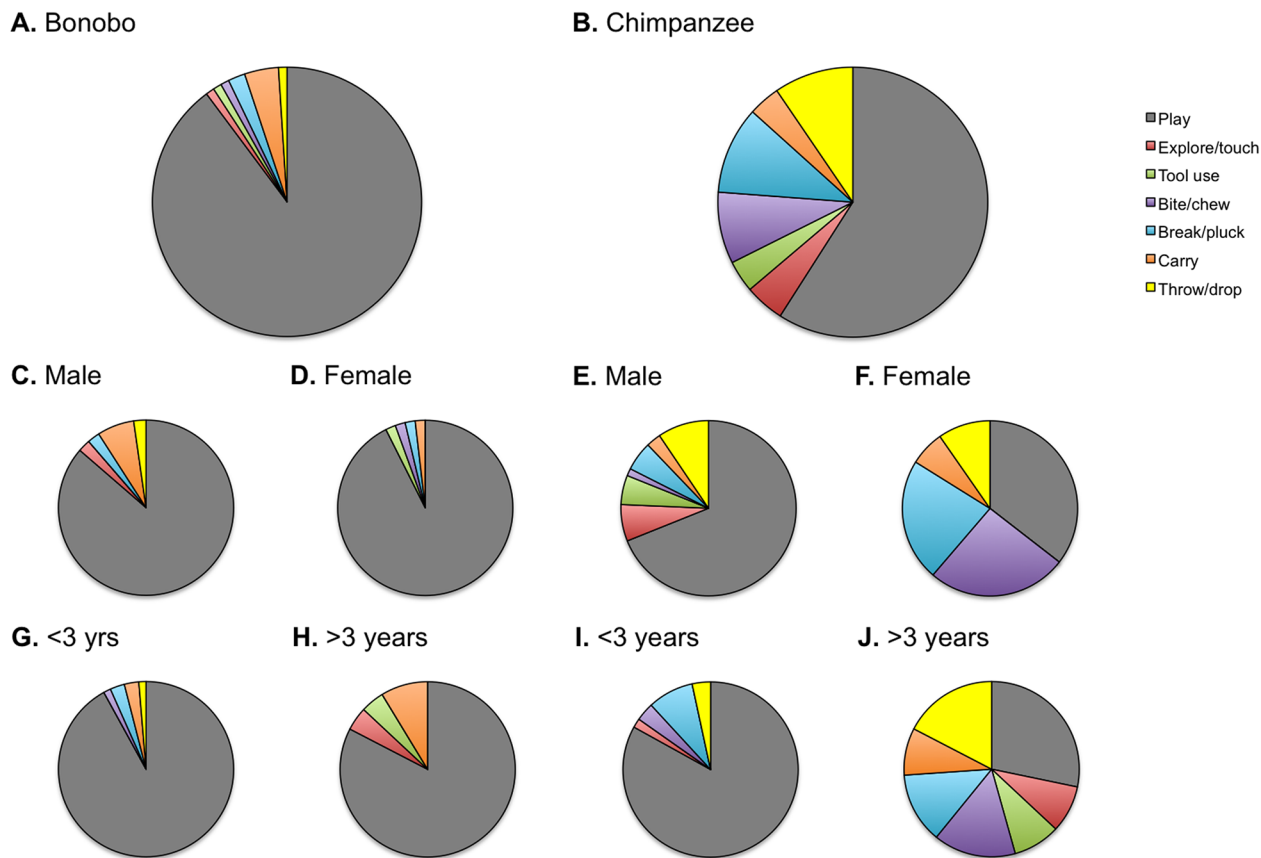 A. Bonobo
B. Chimpanzee
Play
Explore/touch
Tool use
Bite/chew
Break/pluck
Carry
Throw/drop
C. Male
D. Female
E. Male
F. Female
G. <3 yrs
H. >3 years
I. <3 years
J. >3 years